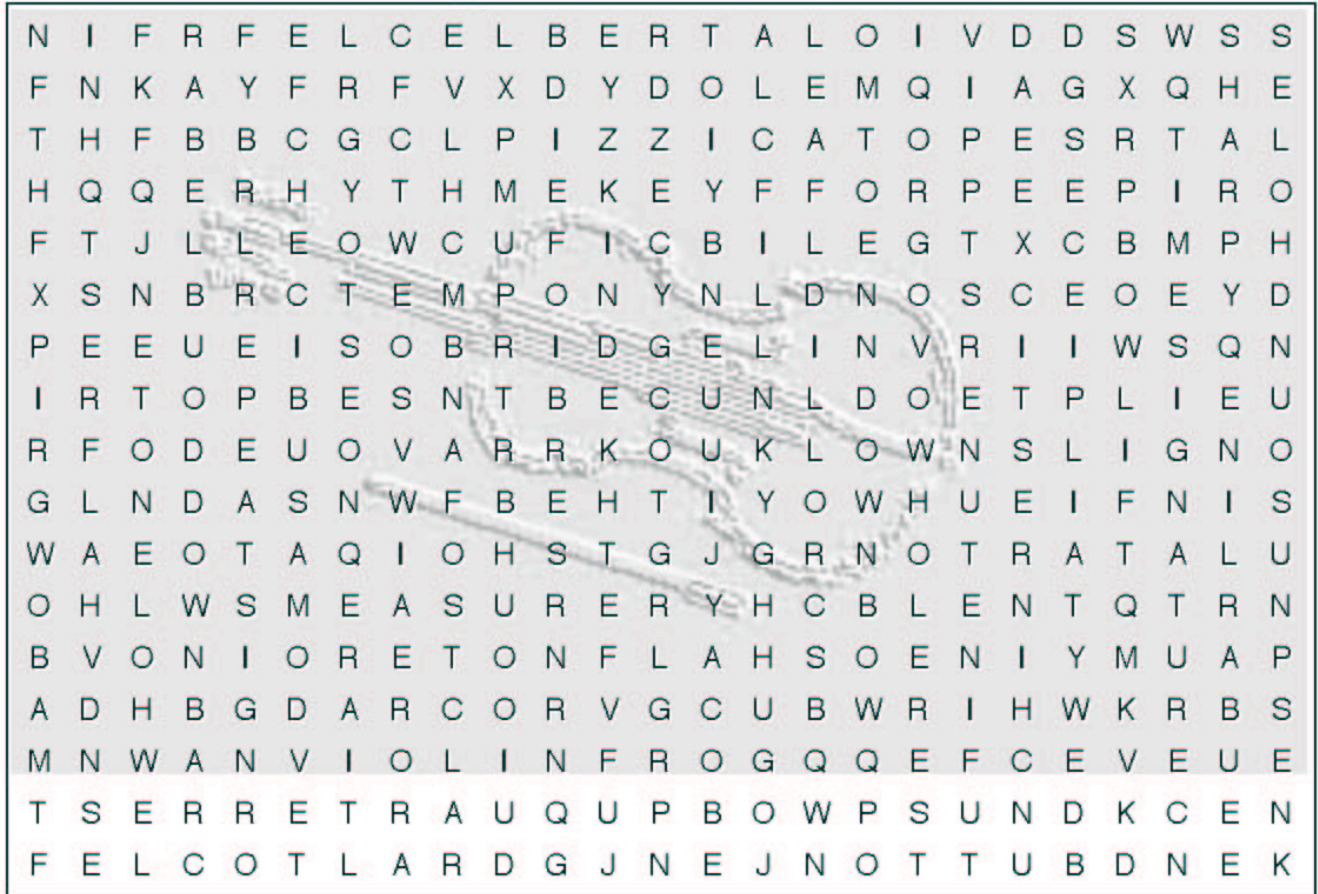 N I F R F E L C E L B E R T A L O I V D D S W S S
F N K A Y F R F V X D Y D O L E M Q I A G X Q H E
T H F B B C G C L P I Z Z I C A T O P E S R T A L
H Q Q E R H Y T H M E K E Y F F O R P E E P I R O
F T J L L E O W C U F I C B I L E G T X C B M P H
X S N B R C T E M P O N Y N L D N O S C E O E Y D
P E E U E I S O B R I D G E L I N V R I I W S Q N
I R T O P B E S N T B E C U N L D O E T P L I E U
R F O D E U O V A R R K O U K L O W N S L I G N O
G L N D A S N W F B E H T I Y O W H U E I F N I S
W A E O T A Q I O H S T G J G R N O T R A T A L U
O H L W S M E A S U R E R Y H C B L E N T Q T R N
B V O N I O R E T O N F L A H S O E N I Y M U A P
A D H B G D A R C O R V G C U B W R I H W K R B S
M N W A N V I O L I N F R O G Q Q E F C E V E U E
T S E R R E T R A U Q U P B O W P S U N D K C E N
F E L C O T L A R D G J N E J N O T T U B D N E K